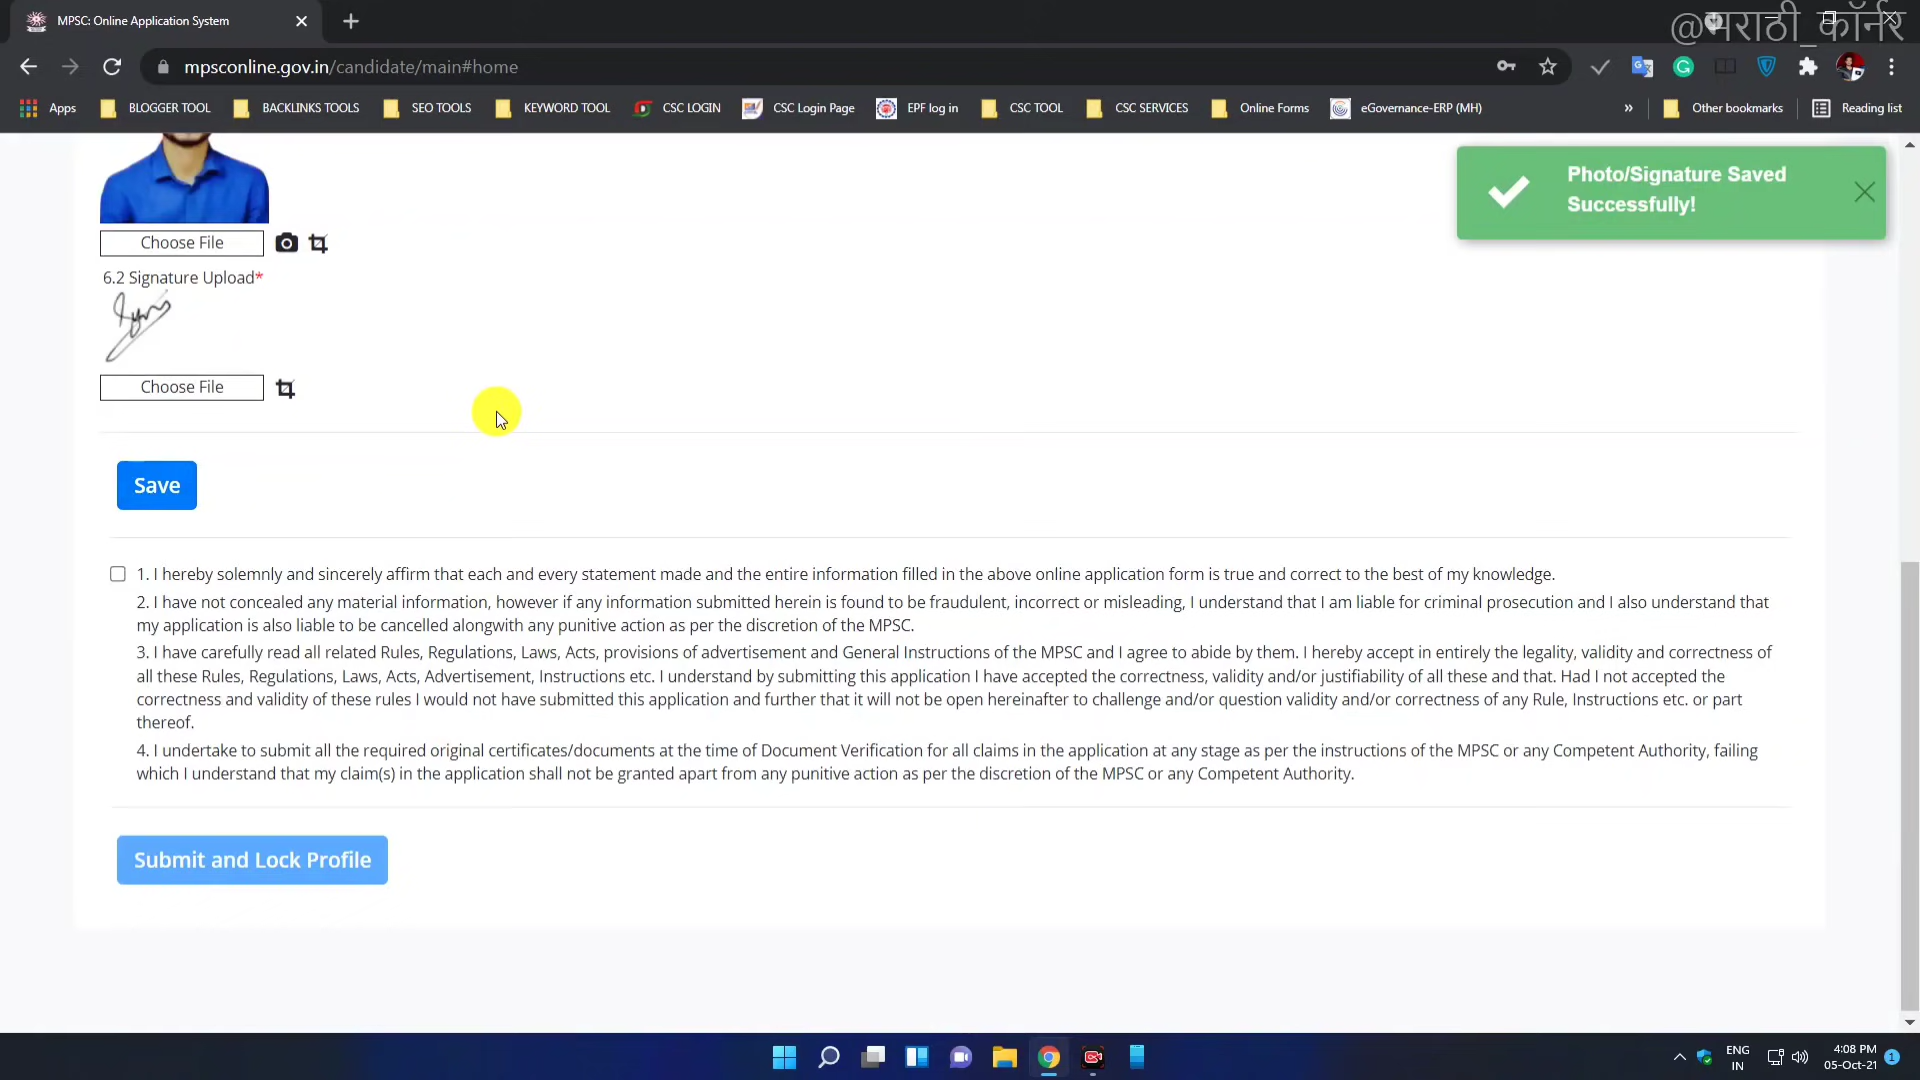 MPSC: Online Application System
@मराठी_कॉर्नर
mpsconline.gov.in/candidate/main#home
Apps
BLOGGER TOOL
BACKLINKS TOOLS
SEO TOOLS
KEYWORD TOOL
CSC LOGIN
CSC Login Page
EPF log in
CSC TOOL
CSC SERVICES
Online Forms
eGovernance-ERP (MH)
»
Other bookmarks
Reading list
Photo/Signature Saved
Successfully!
Choose File
6.2 Signature Upload*
Choose File
Save
1. I hereby solemnly and sincerely affirm that each and every statement made and the entire information filled in the above online application form is true and correct to the best of my knowledge.
2. I have not concealed any material information, however if any information submitted herein is found to be fraudulent, incorrect or misleading, I understand that I am liable for criminal prosecution and I also understand that
my application is also liable to be cancelled alongwith any punitive action as per the discretion of the MPSC.
3. I have carefully read all related Rules, Regulations, Laws, Acts, provisions of advertisement and General Instructions of the MPSC and I agree to abide by them. I hereby accept in entirely the legality, validity and correctness of
all these Rules, Regulations, Laws, Acts, Advertisement, Instructions etc. I understand by submitting this application I have accepted the correctness, validity and/or justifiability of all these and that. Had I not accepted the
correctness and validity of these rules I would not have submitted this application and further that it will not be open hereinafter to challenge and/or question validity and/or correctness of any Rule, Instructions etc. or part
thereof.
4. I undertake to submit all the required original certificates/documents at the time of Document Verification for all claims in the application at any stage as per the instructions of the MPSC or any Competent Authority, failing
which I understand that my claim(s) in the application shall not be granted apart from any punitive action as per the discretion of the MPSC or any Competent Authority.
Submit and Lock Profile
ENG
IN
4:08 PM
05-Oct-21
1